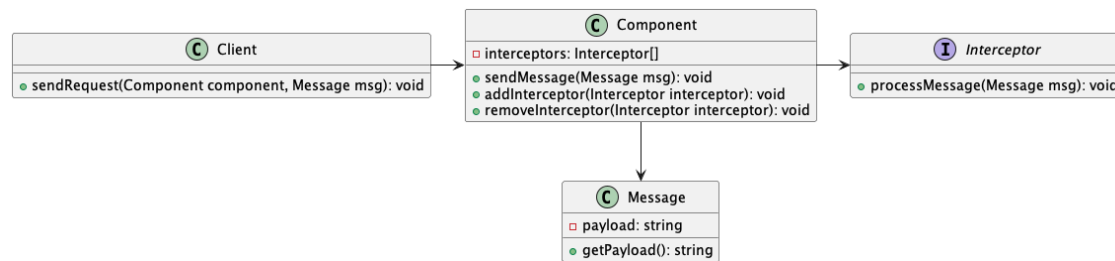 C Client
+ sendRequest(Component component, Message msg): void
C Component
interceptors: Interceptor[]
sendMessage(Message msg): void
addInterceptor(Interceptor interceptor): void
removeInterceptor(Interceptor interceptor): void
I Interceptor
processMessage(Message msg): void
C Message
payload: string
getPayload(): string